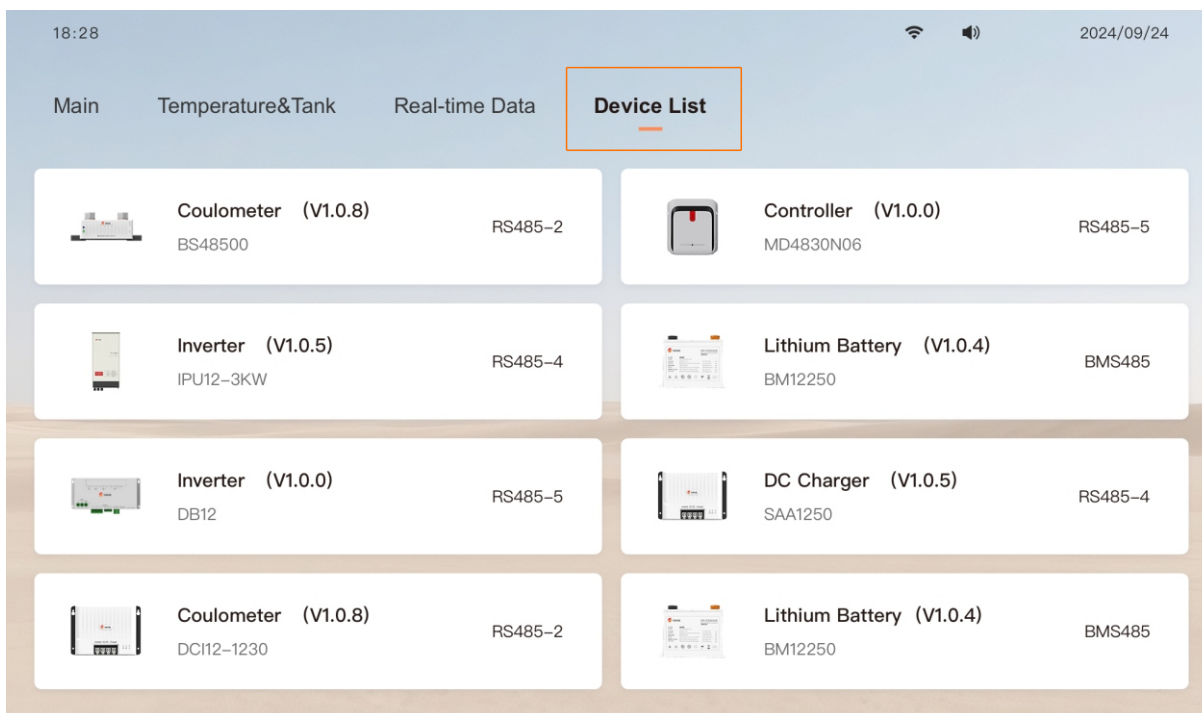 18:28 2024/09/24
Main Temperature&Tank Real-time Data Device List
Coulometer (V1.0.8)
BS48500
RS485-2
Controller (V1.0.0)
MD4830N06
RS485-5
Inverter (V1.0.5)
IPU12-3KW
RS485-4
Lithium Battery (V1.0.4)
BM12250
BMS485
Inverter (V1.0.0)
DB12
RS485-5
DC Charger (V1.0.5)
SAA1250
RS485-4
Coulometer (V1.0.8)
DCI12-1230
RS485-2
Lithium Battery (V1.0.4)
BM12250
BMS485